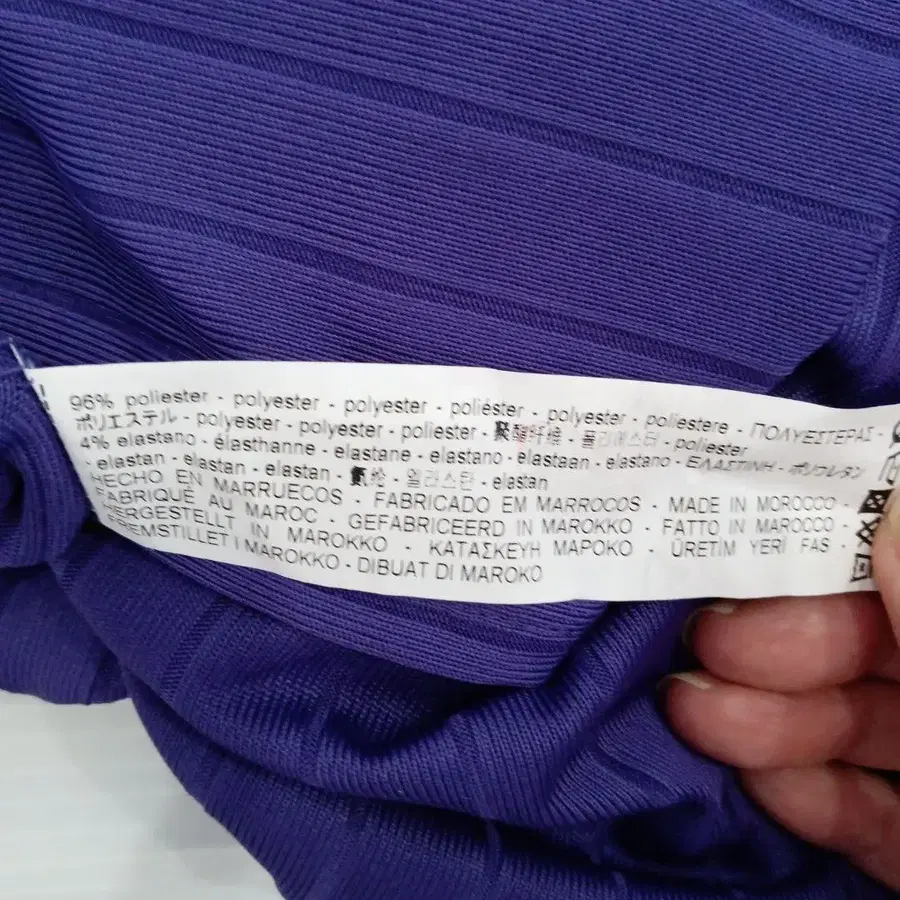 96% poliester - polyester - polyester - poliéster - polyester - poliestere - ΠΟΛΥΕΣΤΕΡΑΣ -
ポリエステル - polyester - polyester - poliester - 聚酯纤维 - 폴리에스터 - poliester
4% elastano - élasthanne - elastane - elastano - elastaan - elastano - ΕΛΑΣΤΙΝΗ - ポリウレタン
- elastan - elastan - elastan - 氨纶 - 엘라스탄 - elastan
HECHO EN MARRUECOS - FABRICADO EM MARROCOS - MADE IN MOROCCO -
FABRIQUÉ AU MAROC - GEFABRICEERD IN MAROKKO - FATTO IN MAROCCO -
HERGESTELLT IN MAROKKO - ΚΑΤΑΣΚΕΥΗ ΜΑΡΟΚΟ - ÜRETİM YERİ FAS -
FREMSTILLET I MAROKKO - DIBUAT DI MAROKO